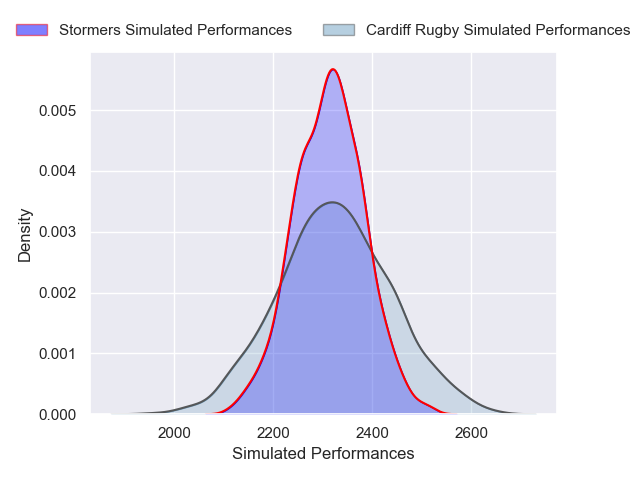 Stormers Simulated Performances
Cardiff Rugby Simulated Performances
0.005
0.004
0.003
0.002
0.001
0.000
Density
2000
2200
2400
2600
Simulated Performances